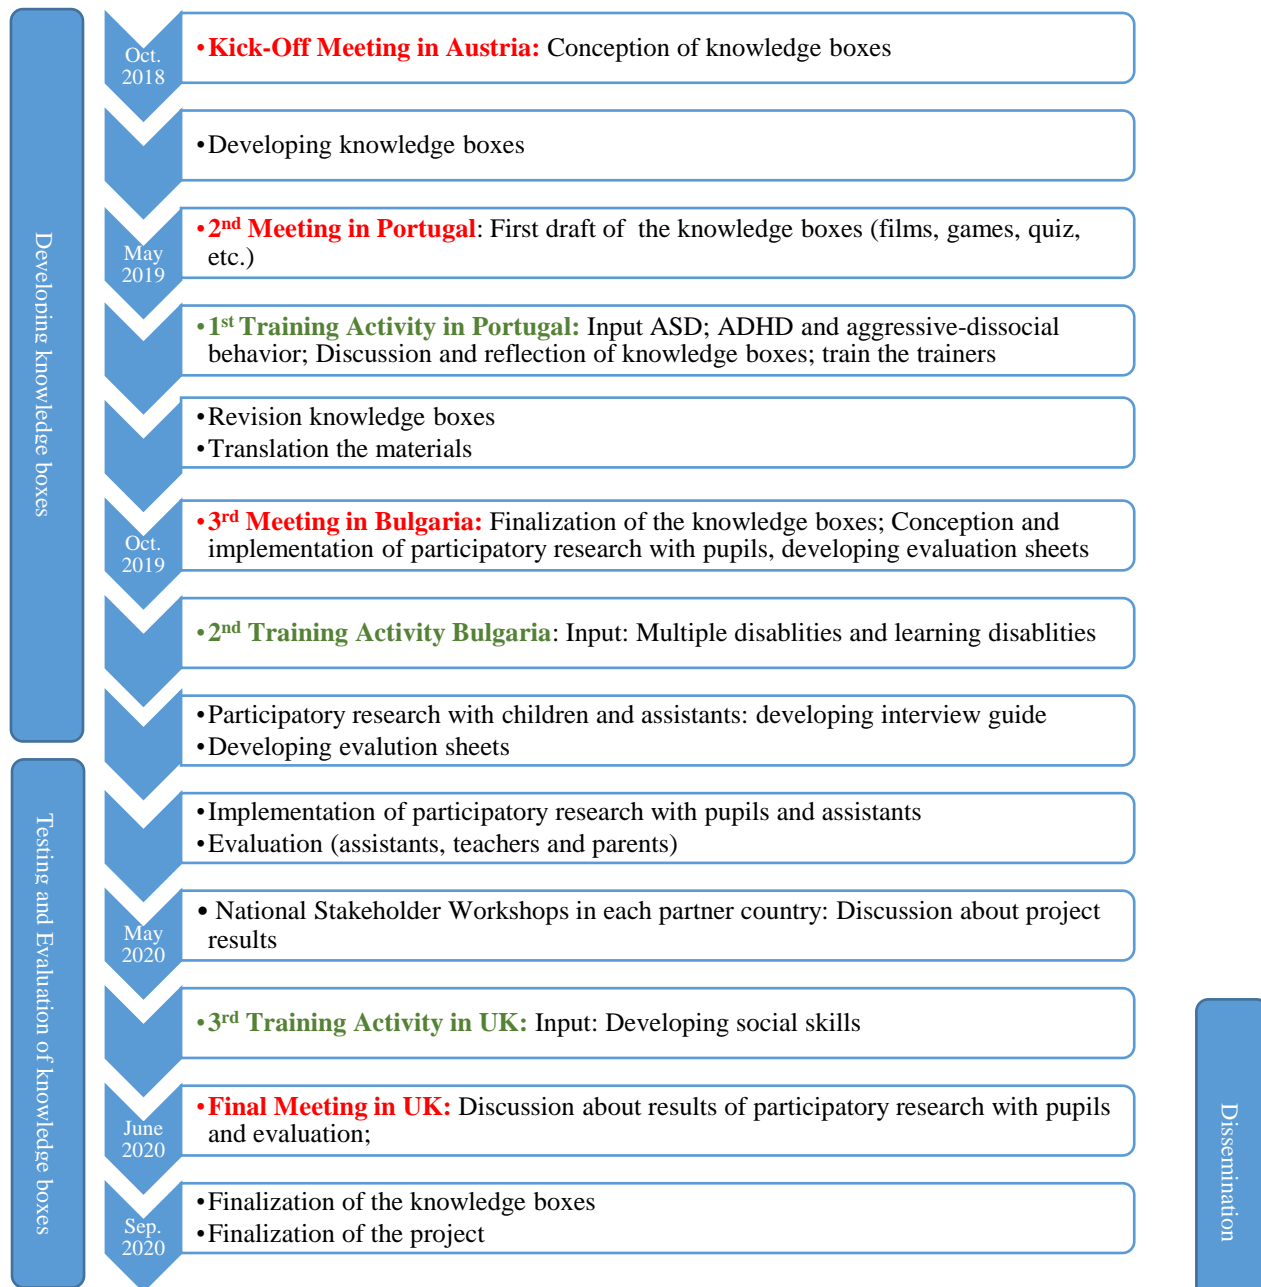 Developing knowledge boxes
Oct.
2018
•Kick-Off Meeting in Austria: Conception of knowledge boxes
•Developing knowledge boxes
May
2019
•2nd Meeting in Portugal: First draft of the knowledge boxes (films, games, quiz,
etc.)
•1st Training Activity in Portugal: Input ASD; ADHD and aggressive-dissocial
behavior; Discussion and reflection of knowledge boxes; train the trainers
•Revision knowledge boxes
•Translation the materials
Oct.
2019
•3rd Meeting in Bulgaria: Finalization of the knowledge boxes; Conception and
implementation of participatory research with pupils, developing evaluation sheets
•2nd Training Activity Bulgaria: Input: Multiple disablities and learning disablities
•Participatory research with children and assistants: developing interview guide
•Developing evalution sheets
Testing and Evaluation of knowledge boxes
•Implementation of participatory research with pupils and assistants
•Evaluation (assistants, teachers and parents)
May
2020
• National Stakeholder Workshops in each partner country: Discussion about project
results
•3rd Training Activity in UK: Input: Developing social skills
June
2020
•Final Meeting in UK: Discussion about results of participatory research with pupils
and evaluation;
Sep.
2020
•Finalization of the knowledge boxes
•Finalization of the project
Dissemination